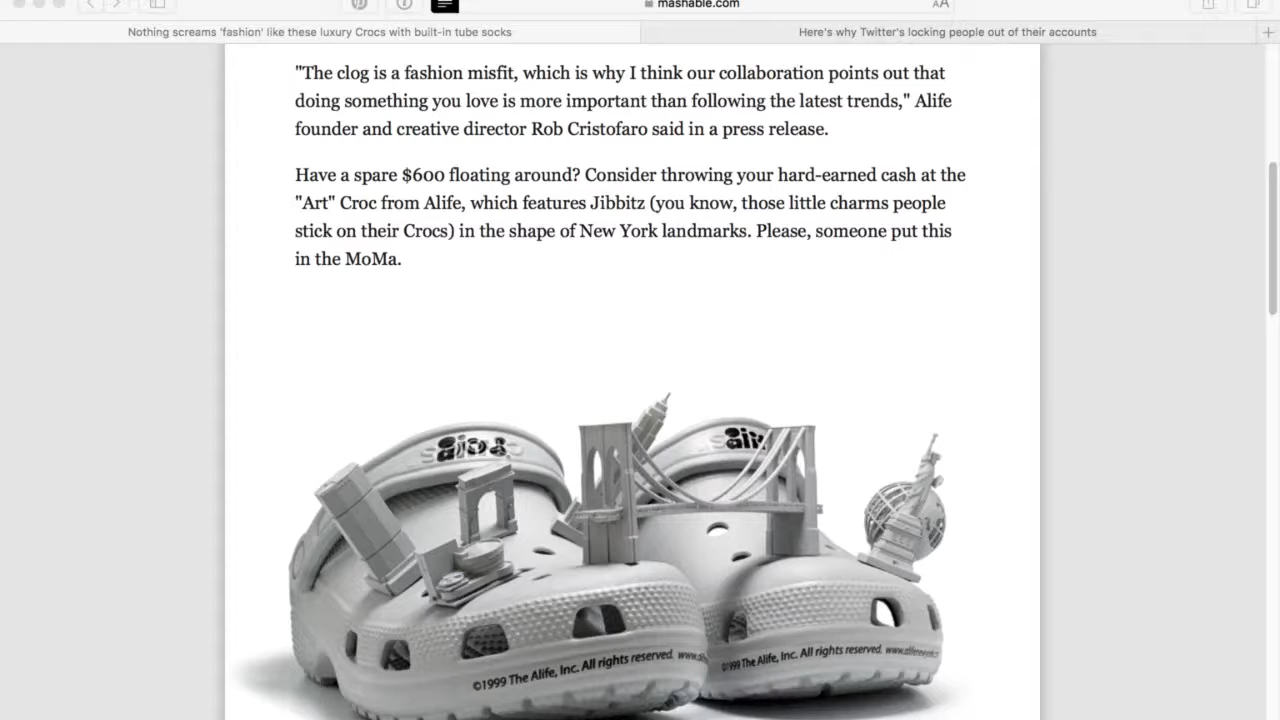 mashable.com
AA
Nothing screams 'fashion' like these luxury Crocs with built-in tube socks
Here's why Twitter's locking people out of their accounts
"The clog is a fashion misfit, which is why I think our collaboration points out that
doing something you love is more important than following the latest trends," Alife
founder and creative director Rob Cristofaro said in a press release.
Have a spare $600 floating around? Consider throwing your hard-earned cash at the
"Art" Croc from Alife, which features Jibbitz (you know, those little charms people
stick on their Crocs) in the shape of New York landmarks. Please, someone put this
in the MoMa.
©1999 The Alife, Inc. All rights reserved.
©1999 The Alife, Inc. All rights reserved.